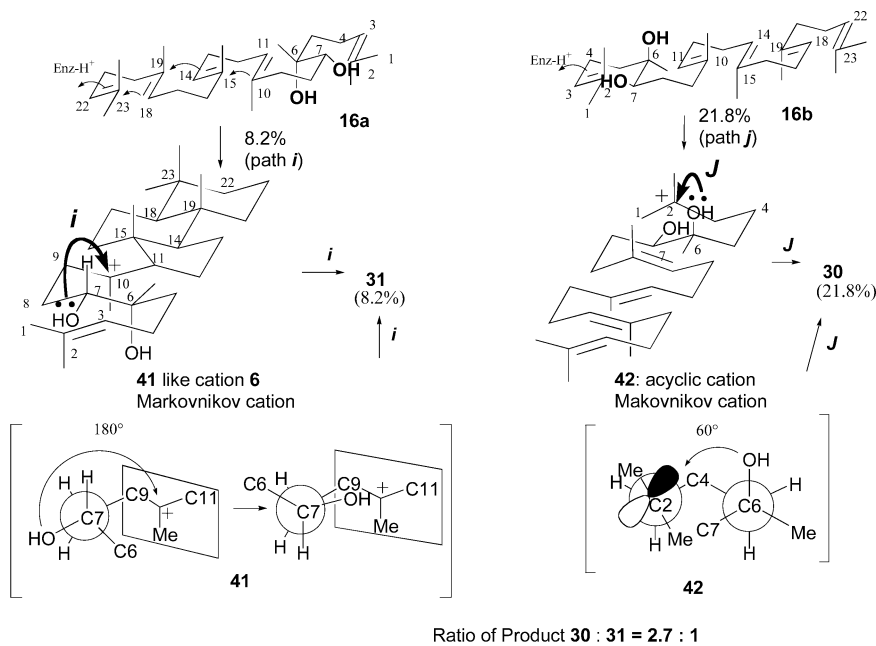 Enz-H⁺
19
14
11
15
10
6
7
4
3
1
2
OH
OH
22
23
18
16a
8.2%
(path i)
Enz-H⁺
4
3
2
1
HO
OH
6
7
11
10
14
15
19
18
22
23
16b
21.8%
(path j)
23
22
18
19
15
14
i
9
H
+
11
10
8
7
6
HO
3
1
2
OH
i
31
(8.2%)
i
J
+
1
2
OH
4
OH
7
6
J
30
(21.8%)
J
41 like cation 6
Markovnikov cation
42: acyclic cation
Makovnikov cation
180°
H
H
C9
C11
C7
+
Me
HO
H
C6
C6
H
C9
+
C11
C7
OH
Me
H
H
41
60°
Me
C4
OH
H
H
C2
C6
C7
Me
H
Me
H
42
Ratio of Product 30 : 31 = 2.7 : 1